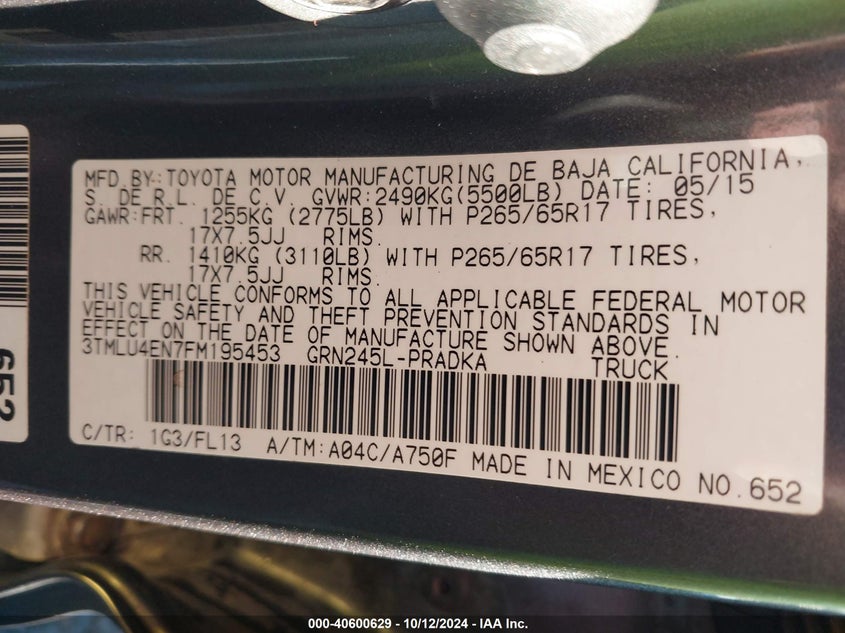 MFD.BY:TOYOTA MOTOR MANUFACTURING DE BAJA CALIFORNIA,
S. DE R.L. DE C.V. GVWR:2490KG(5500LB) DATE: 05/15
GAWR:FRT. 1255KG (2775LB) WITH P265/65R17 TIRES,
17X7.5JJ RIMS.
RR. 1410KG (3110LB) WITH P265/65R17 TIRES,
17X7.5JJ RIMS.
THIS VEHICLE CONFORMS TO ALL APPLICABLE FEDERAL MOTOR
VEHICLE SAFETY AND THEFT PREVENTION STANDARDS IN
EFFECT ON THE DATE OF MANUFACTURE SHOWN ABOVE.
3TMLU4EN7FM195453 GRN245L-PRADKA TRUCK
C/TR: 1G3/FL13 A/TM:A04C/A750F MADE IN MEXICO NO.652
652
000-40600629 - 10/12/2024 - IAA Inc.